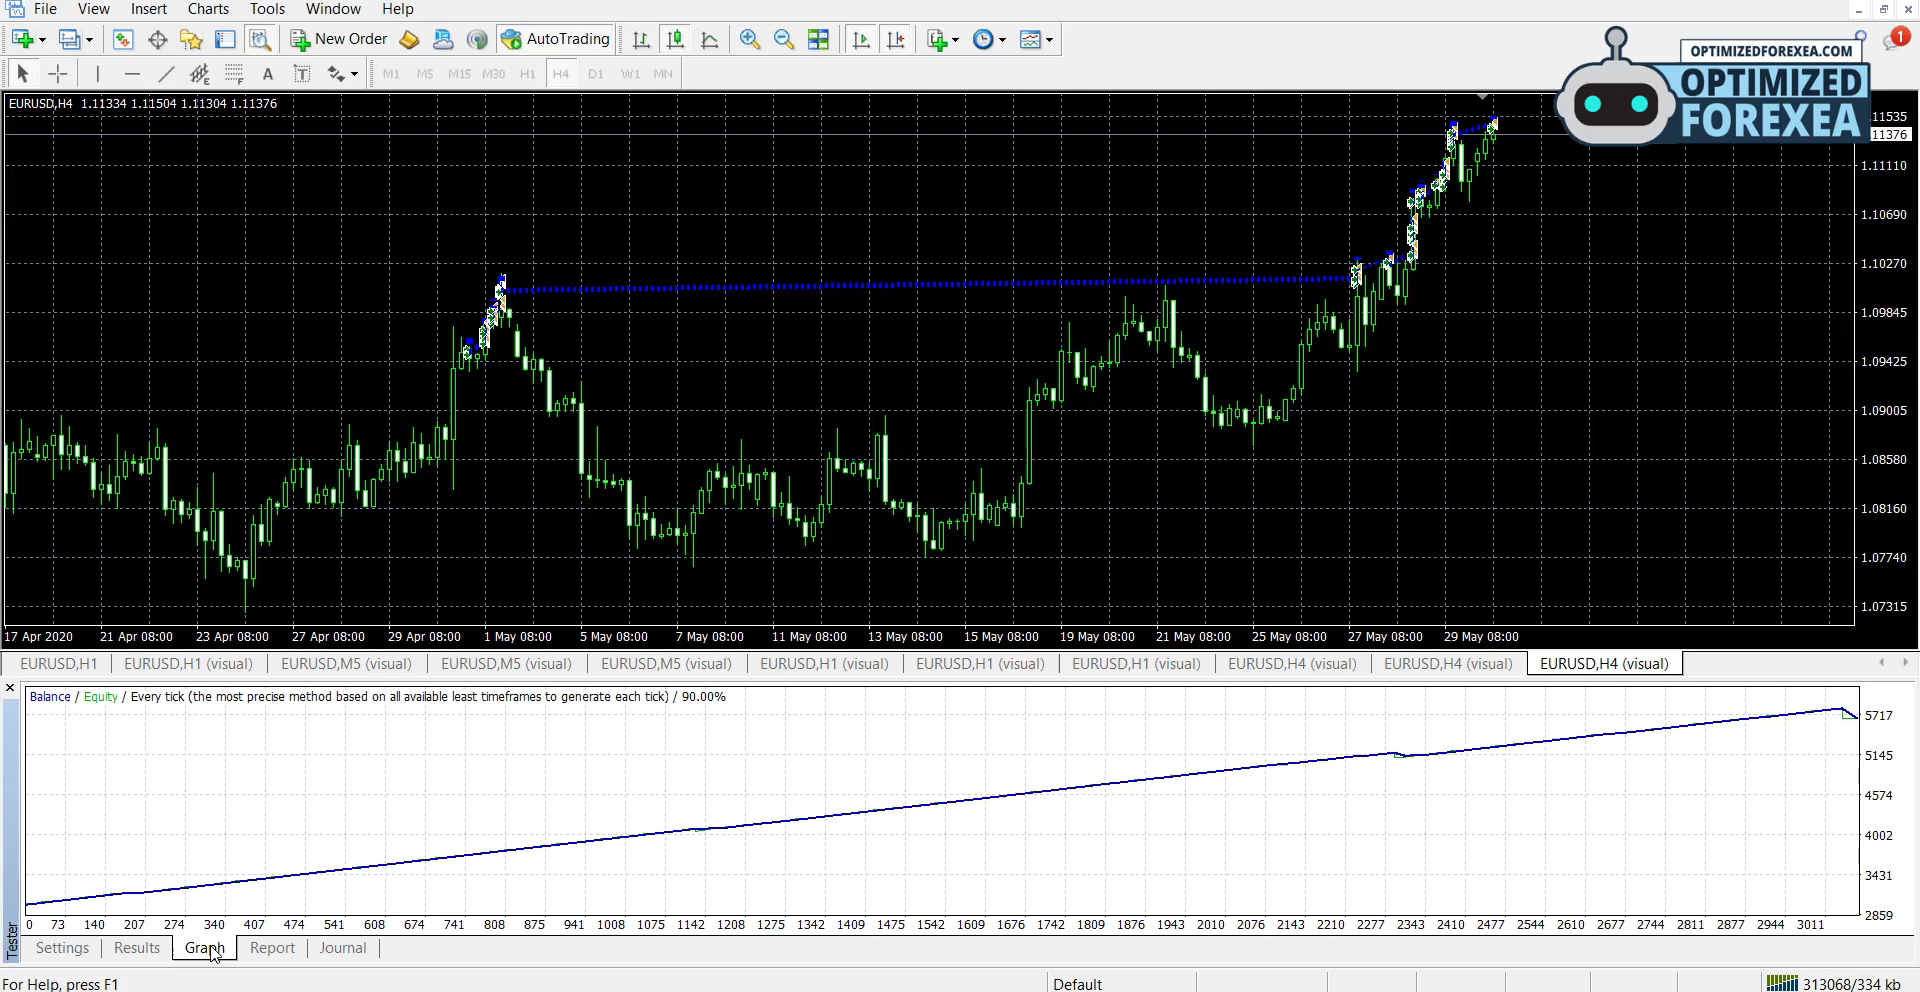 File View Insert Charts Tools Window Help
New Order AutoTrading
1
A T M1 M5 M15 M30 H1 H4 D1 W1 MN
OPTIMIZEDFOREXEA.COM
OPTIMIZED
FOREXEA
EURUSD,H4 1.11334 1.11504 1.11304 1.11376
1.11535
1.11376
1.11110
1.10690
1.10270
1.09845
1.09425
1.09005
1.08580
1.08160
1.07740
1.07315
17 Apr 2020 21 Apr 08:00 23 Apr 08:00 27 Apr 08:00 29 Apr 08:00 1 May 08:00 5 May 08:00 7 May 08:00 11 May 08:00 13 May 08:00 15 May 08:00 19 May 08:00 21 May 08:00 25 May 08:00 27 May 08:00 29 May 08:00
EURUSD,H1 EURUSD,H1 (visual) EURUSD,M5 (visual) EURUSD,M5 (visual) EURUSD,M5 (visual) EURUSD,H1 (visual) EURUSD,H1 (visual) EURUSD,H1 (visual) EURUSD,H4 (visual) EURUSD,H4 (visual) EURUSD,H4 (visual)
Balance / Equity / Every tick (the most precise method based on all available least timeframes to generate each tick) / 90.00%
5717
5145
4574
4002
3431
2859
0 73 140 207 274 340 407 474 541 608 674 741 808 875 941 1008 1075 1142 1208 1275 1342 1409 1475 1542 1609 1676 1742 1809 1876 1943 2010 2076 2143 2210 2277 2343 2410 2477 2544 2610 2677 2744 2811 2877 2944 3011
Tester
Settings Results Graph Report Journal
For Help, press F1 Default 313068/334 kb